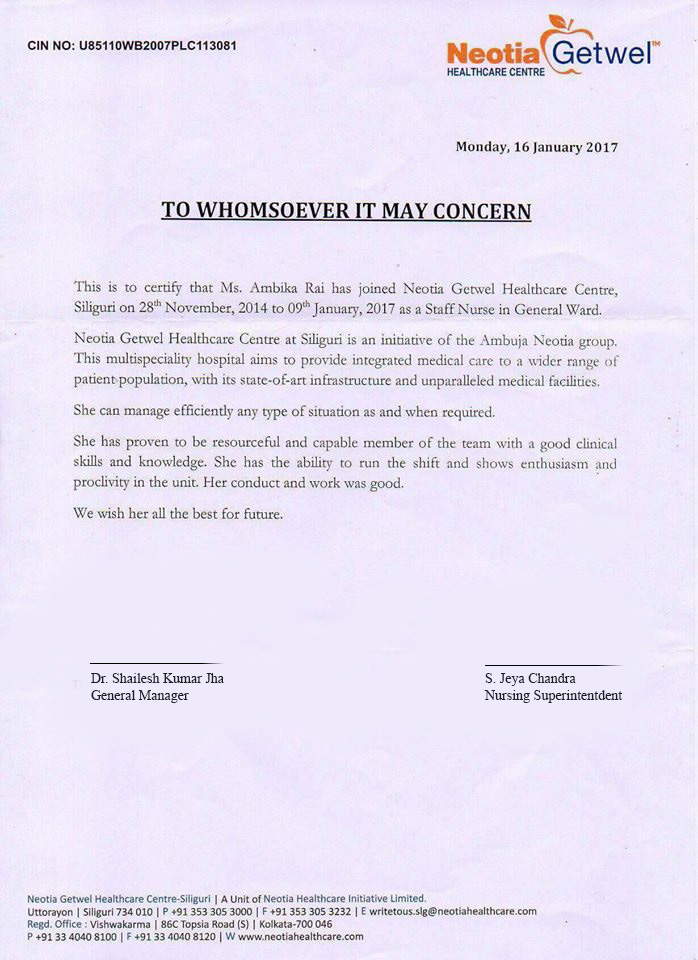 CIN NO: U85110WB2007PLC113081
Neotia Getwel™
HEALTHCARE CENTRE
Monday, 16 January 2017
TO WHOMSOEVER IT MAY CONCERN
This is to certify that Ms. Ambika Rai has joined Neotia Getwel Healthcare Centre,
Siliguri on 28th November, 2014 to 09th January, 2017 as a Staff Nurse in General Ward.
Neotia Getwel Healthcare Centre at Siliguri is an initiative of the Ambuja Neotia group.
This multispeciality hospital aims to provide integrated medical care to a wider range of
patient-population, with its state-of-art infrastructure and unparalleled medical facilities.
She can manage efficiently any type of situation as and when required.
She has proven to be resourceful and capable member of the team with a good clinical
skills and knowledge. She has the ability to run the shift and shows enthusiasm and
proclivity in the unit. Her conduct and work was good.
We wish her all the best for future.
Dr. Shailesh Kumar Jha
General Manager
S. Jeya Chandra
Nursing Superintentdent
Neotia Getwel Healthcare Centre-Siliguri | A Unit of Neotia Healthcare Initiative Limited.
Uttorayon | Siliguri 734 010 | P +91 353 305 3000 | F +91 353 305 3232 | E writetous.slg@neotiahealthcare.com
Regd. Office : Vishwakarma | 86C Topsia Road (S) | Kolkata-700 046
P +91 33 4040 8100 | F +91 33 4040 8120 | W www.neotiahealthcare.com